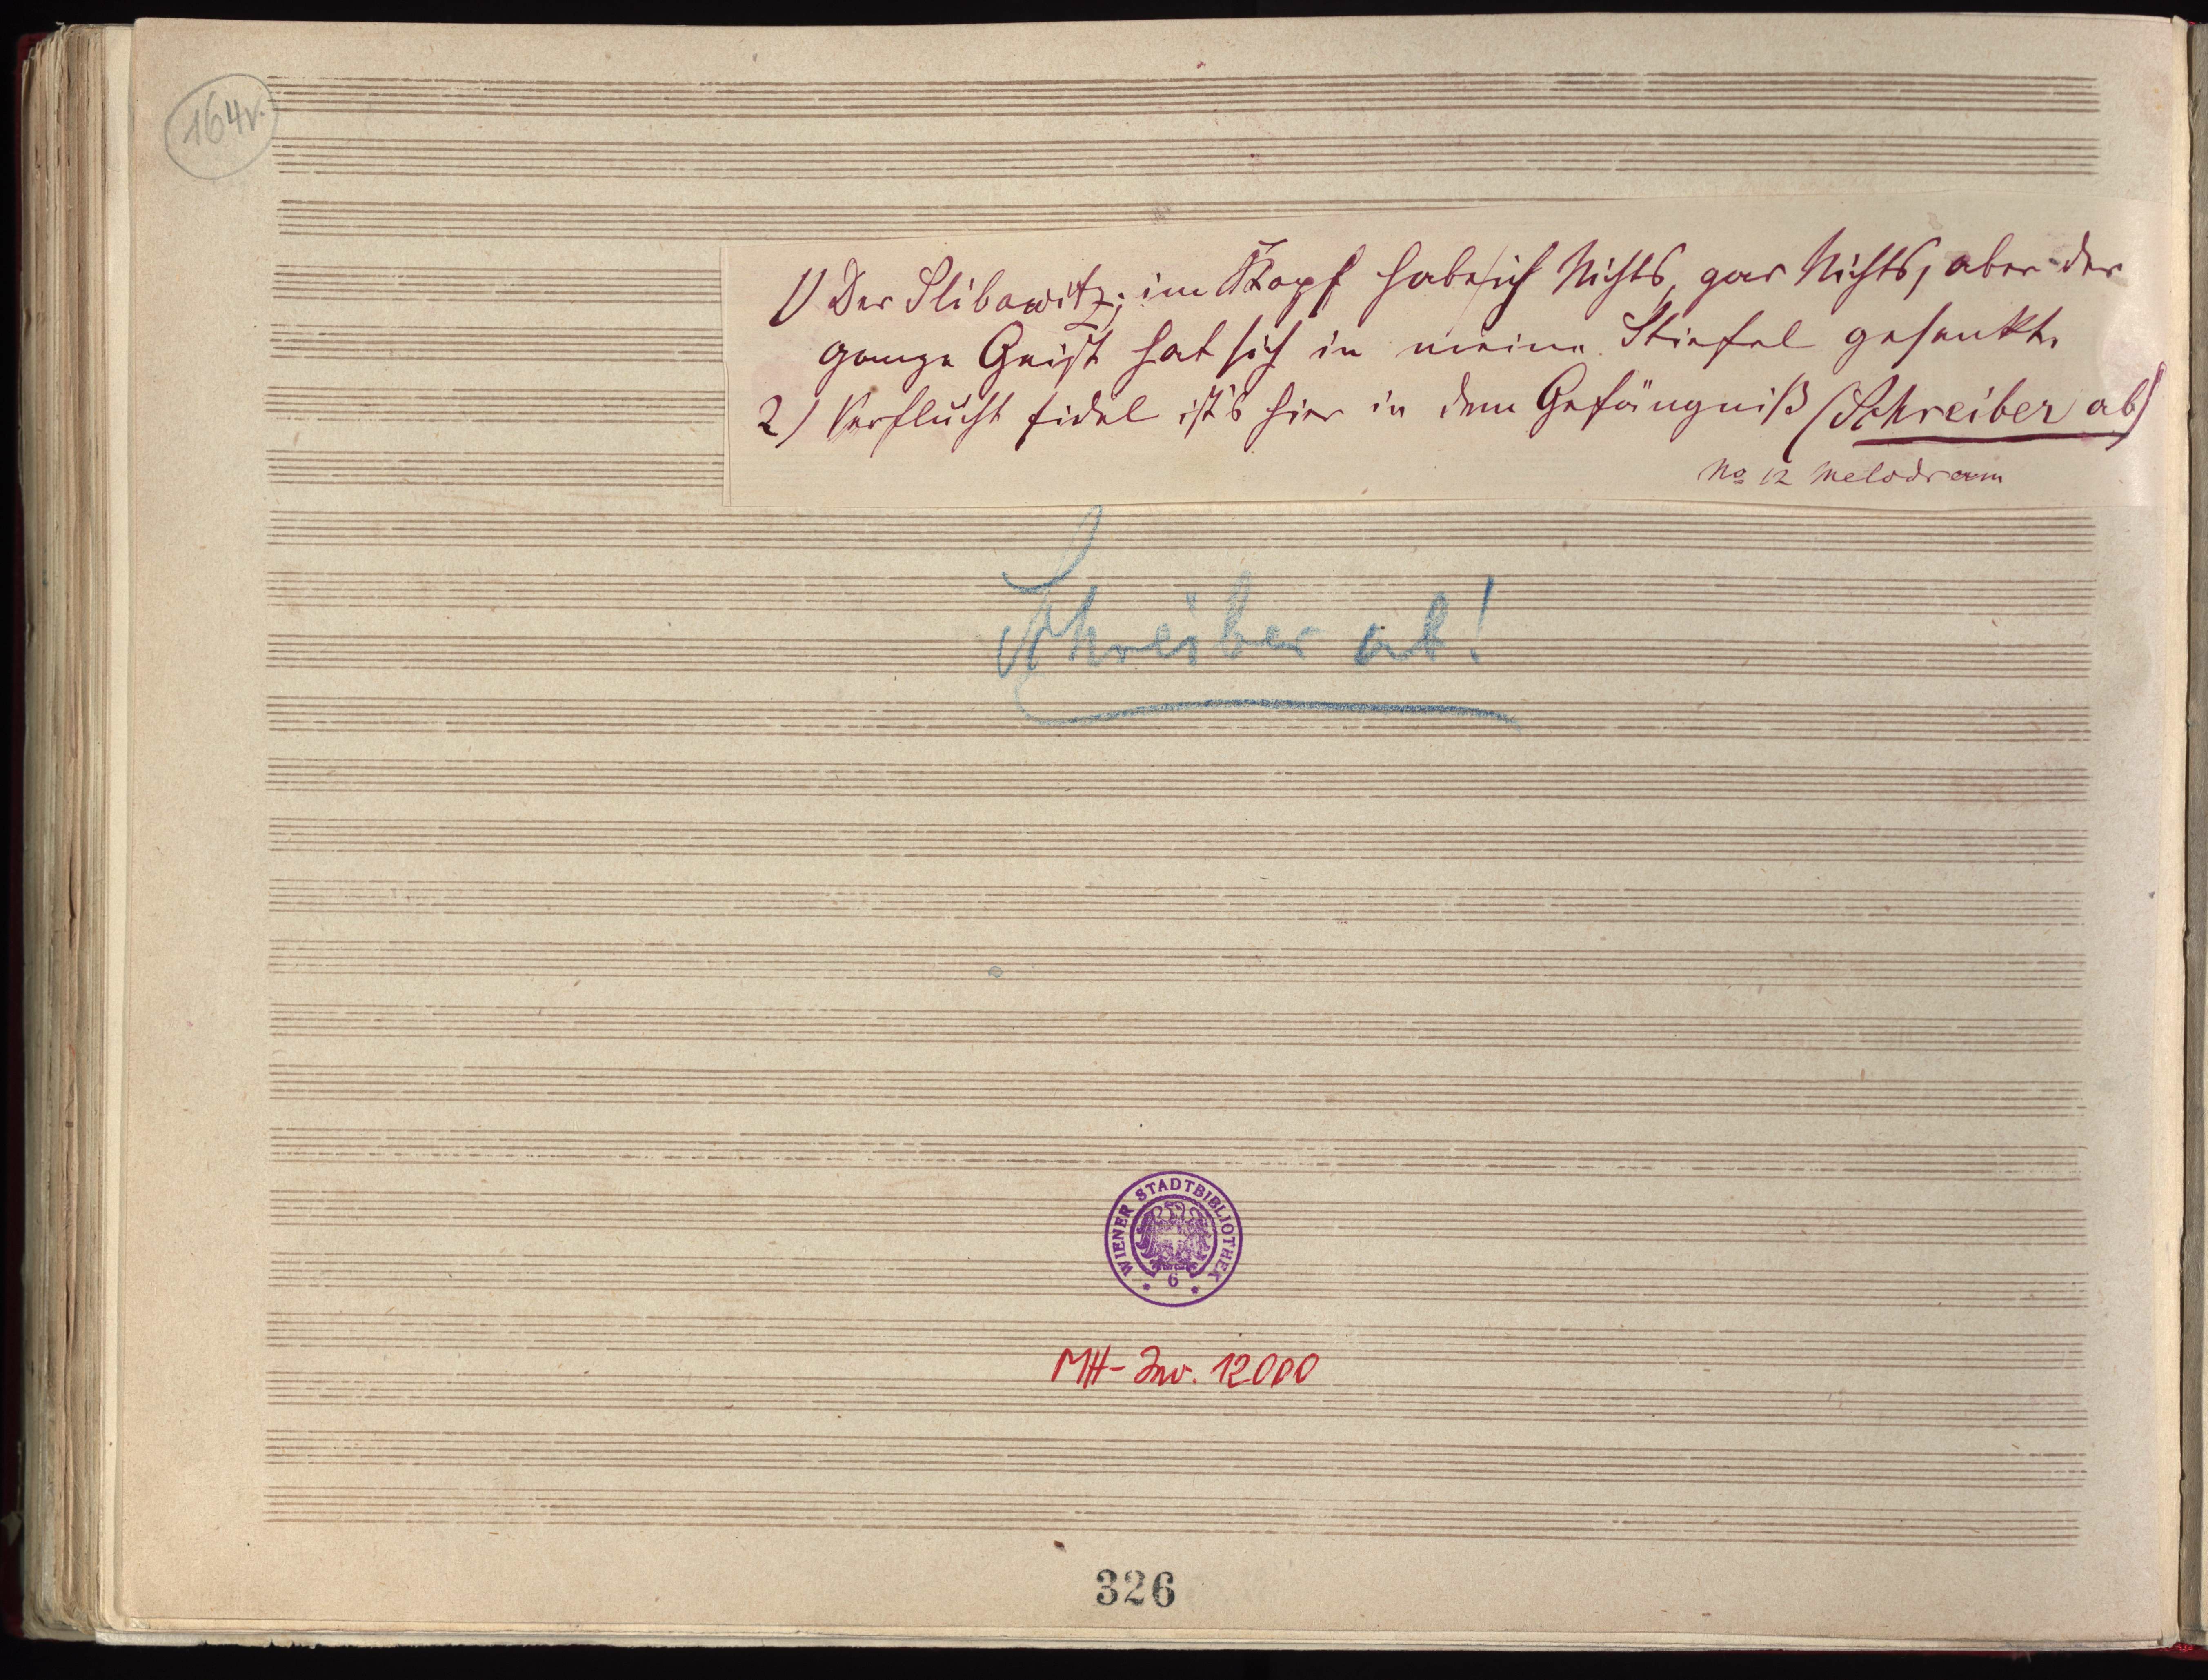 164v.
1) Der Slibowitz; im Kopf habe ich Nichts, gar Nichts, aber der
ganze Geist hat sich in meine Stiefel gesenkt.
2) Verflucht fidel ist's hier in dem Gefängniß (Schreiber ab)
No 12 Melodram
Schreiber ab!
WIENER STADTBIBLIOTHEK
* 6 *
MH-Inv. 12000
326